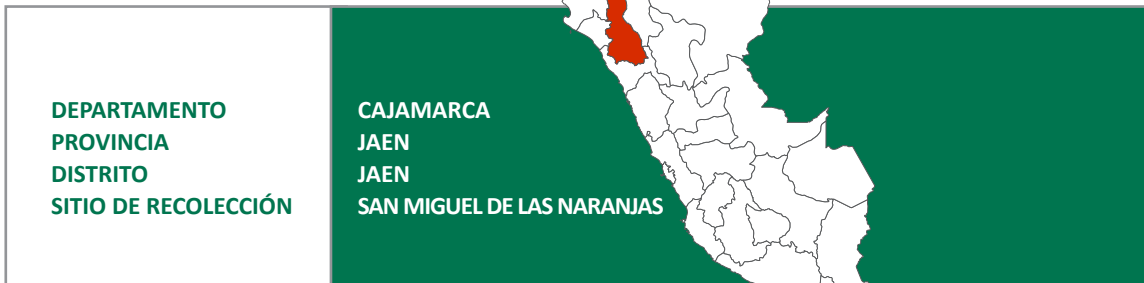 DEPARTAMENTO CAJAMARCA
PROVINCIA JAEN
DISTRITO JAEN
SITIO DE RECOLECCIÓN SAN MIGUEL DE LAS NARANJAS